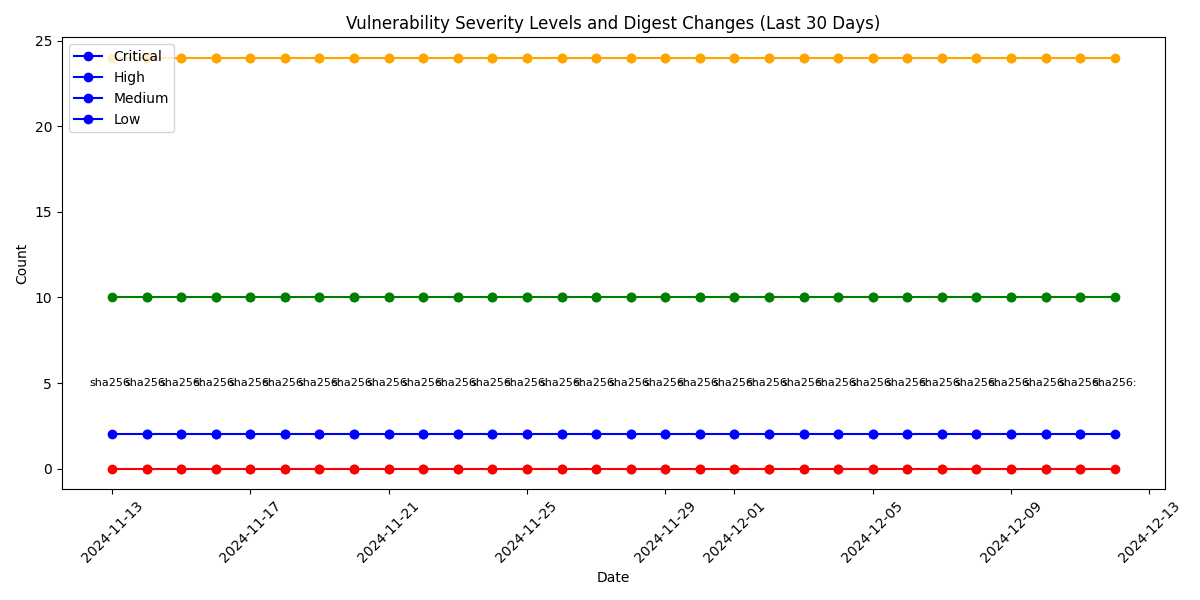 Vulnerability Severity Levels and Digest Changes (Last 30 Days)
Critical
High
Medium
Low
25
20
15
10
5
0
Count
sha256: sha256: sha256: sha256: sha256: sha256: sha256: sha256: sha256: sha256: sha256: sha256: sha256: sha256: sha256: sha256: sha256: sha256: sha256: sha256: sha256: sha256: sha256: sha256: sha256: sha256: sha256: sha256: sha256: sha256:
2024-11-13
2024-11-17
2024-11-21
2024-11-25
2024-11-29
2024-12-01
2024-12-05
2024-12-09
2024-12-13
Date